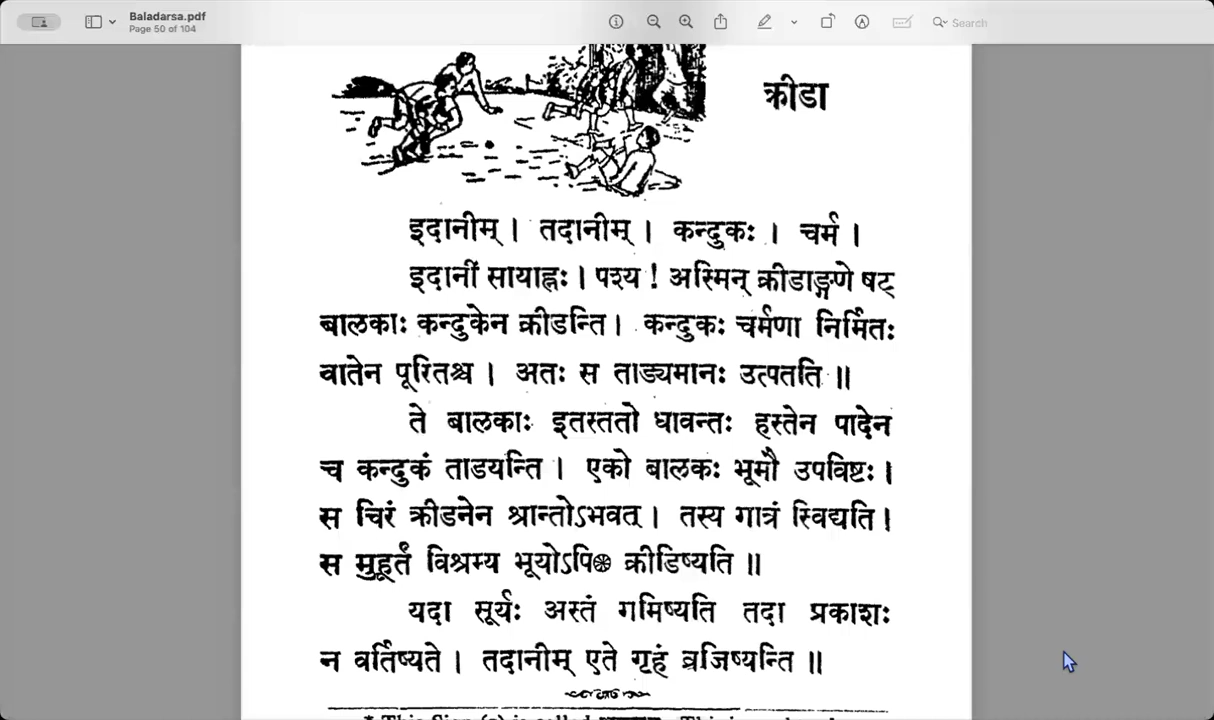 Baladarsa.pdf
Page 50 of 104
Search
क्रीडा
इदानीम् । तदानीम् । कन्दुकः । चर्म ।
इदानीं सायाह्नः । पश्य ! अस्मिन् क्रीडाङ्गणे षट्
बालकाः कन्दुकेन क्रीडन्ति । कन्दुकः चर्मणा निर्मितः
वातेन पूरितश्च । अतः स ताड्यमानः उत्पतति ॥
ते बालकाः इतस्ततो धावन्तः हस्तेन पादेन
च कन्दुकं ताडयन्ति । एको बालकः भूमौ उपविष्टः ।
स चिरं क्रीडनेन श्रान्तोऽभवत् । तस्य गात्रं स्विद्यति ।
स मुहूर्तं विश्रम्य भूयोऽपि क्रीडिष्यति ॥
यदा सूर्यः अस्तं गमिष्यति तदा प्रकाशः
न वर्तिष्यते । तदानीम् एते गृहं व्रजिष्यन्ति ॥